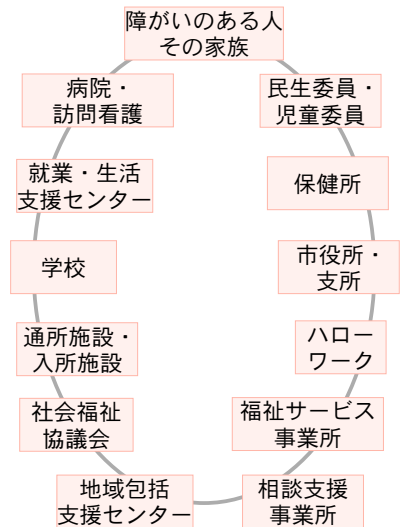 障がいのある人
その家族
病院・
訪問看護
民生委員・
児童委員
就業・生活
支援センター
保健所
学校
市役所・
支所
通所施設・
入所施設
ハロー
ワーク
社会福祉
協議会
福祉サービス
事業所
地域包括
支援センター
相談支援
事業所